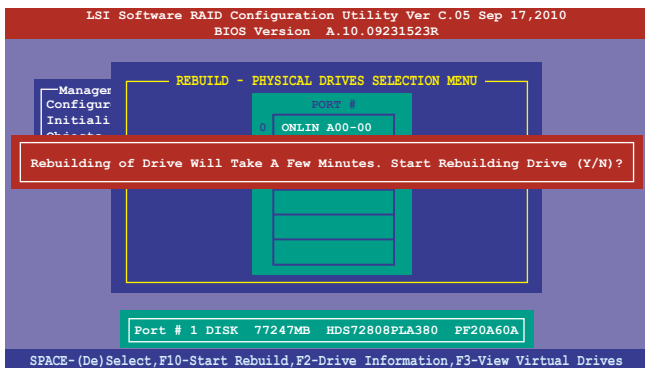 LSI Software RAID Configuration Utility Ver C.05 Sep 17,2010
BIOS Version A.10.09231523R
REBUILD - PHYSICAL DRIVES SELECTION MENU
Managem
Configur
Initiali
PORT #
0 ONLIN A00-00
Rebuilding of Drive Will Take A Few Minutes. Start Rebuilding Drive (Y/N)?
Port # 1 DISK 77247MB HDS72808PLA380 PF20A60A
SPACE-(De)Select,F10-Start Rebuild,F2-Drive Information,F3-View Virtual Drives